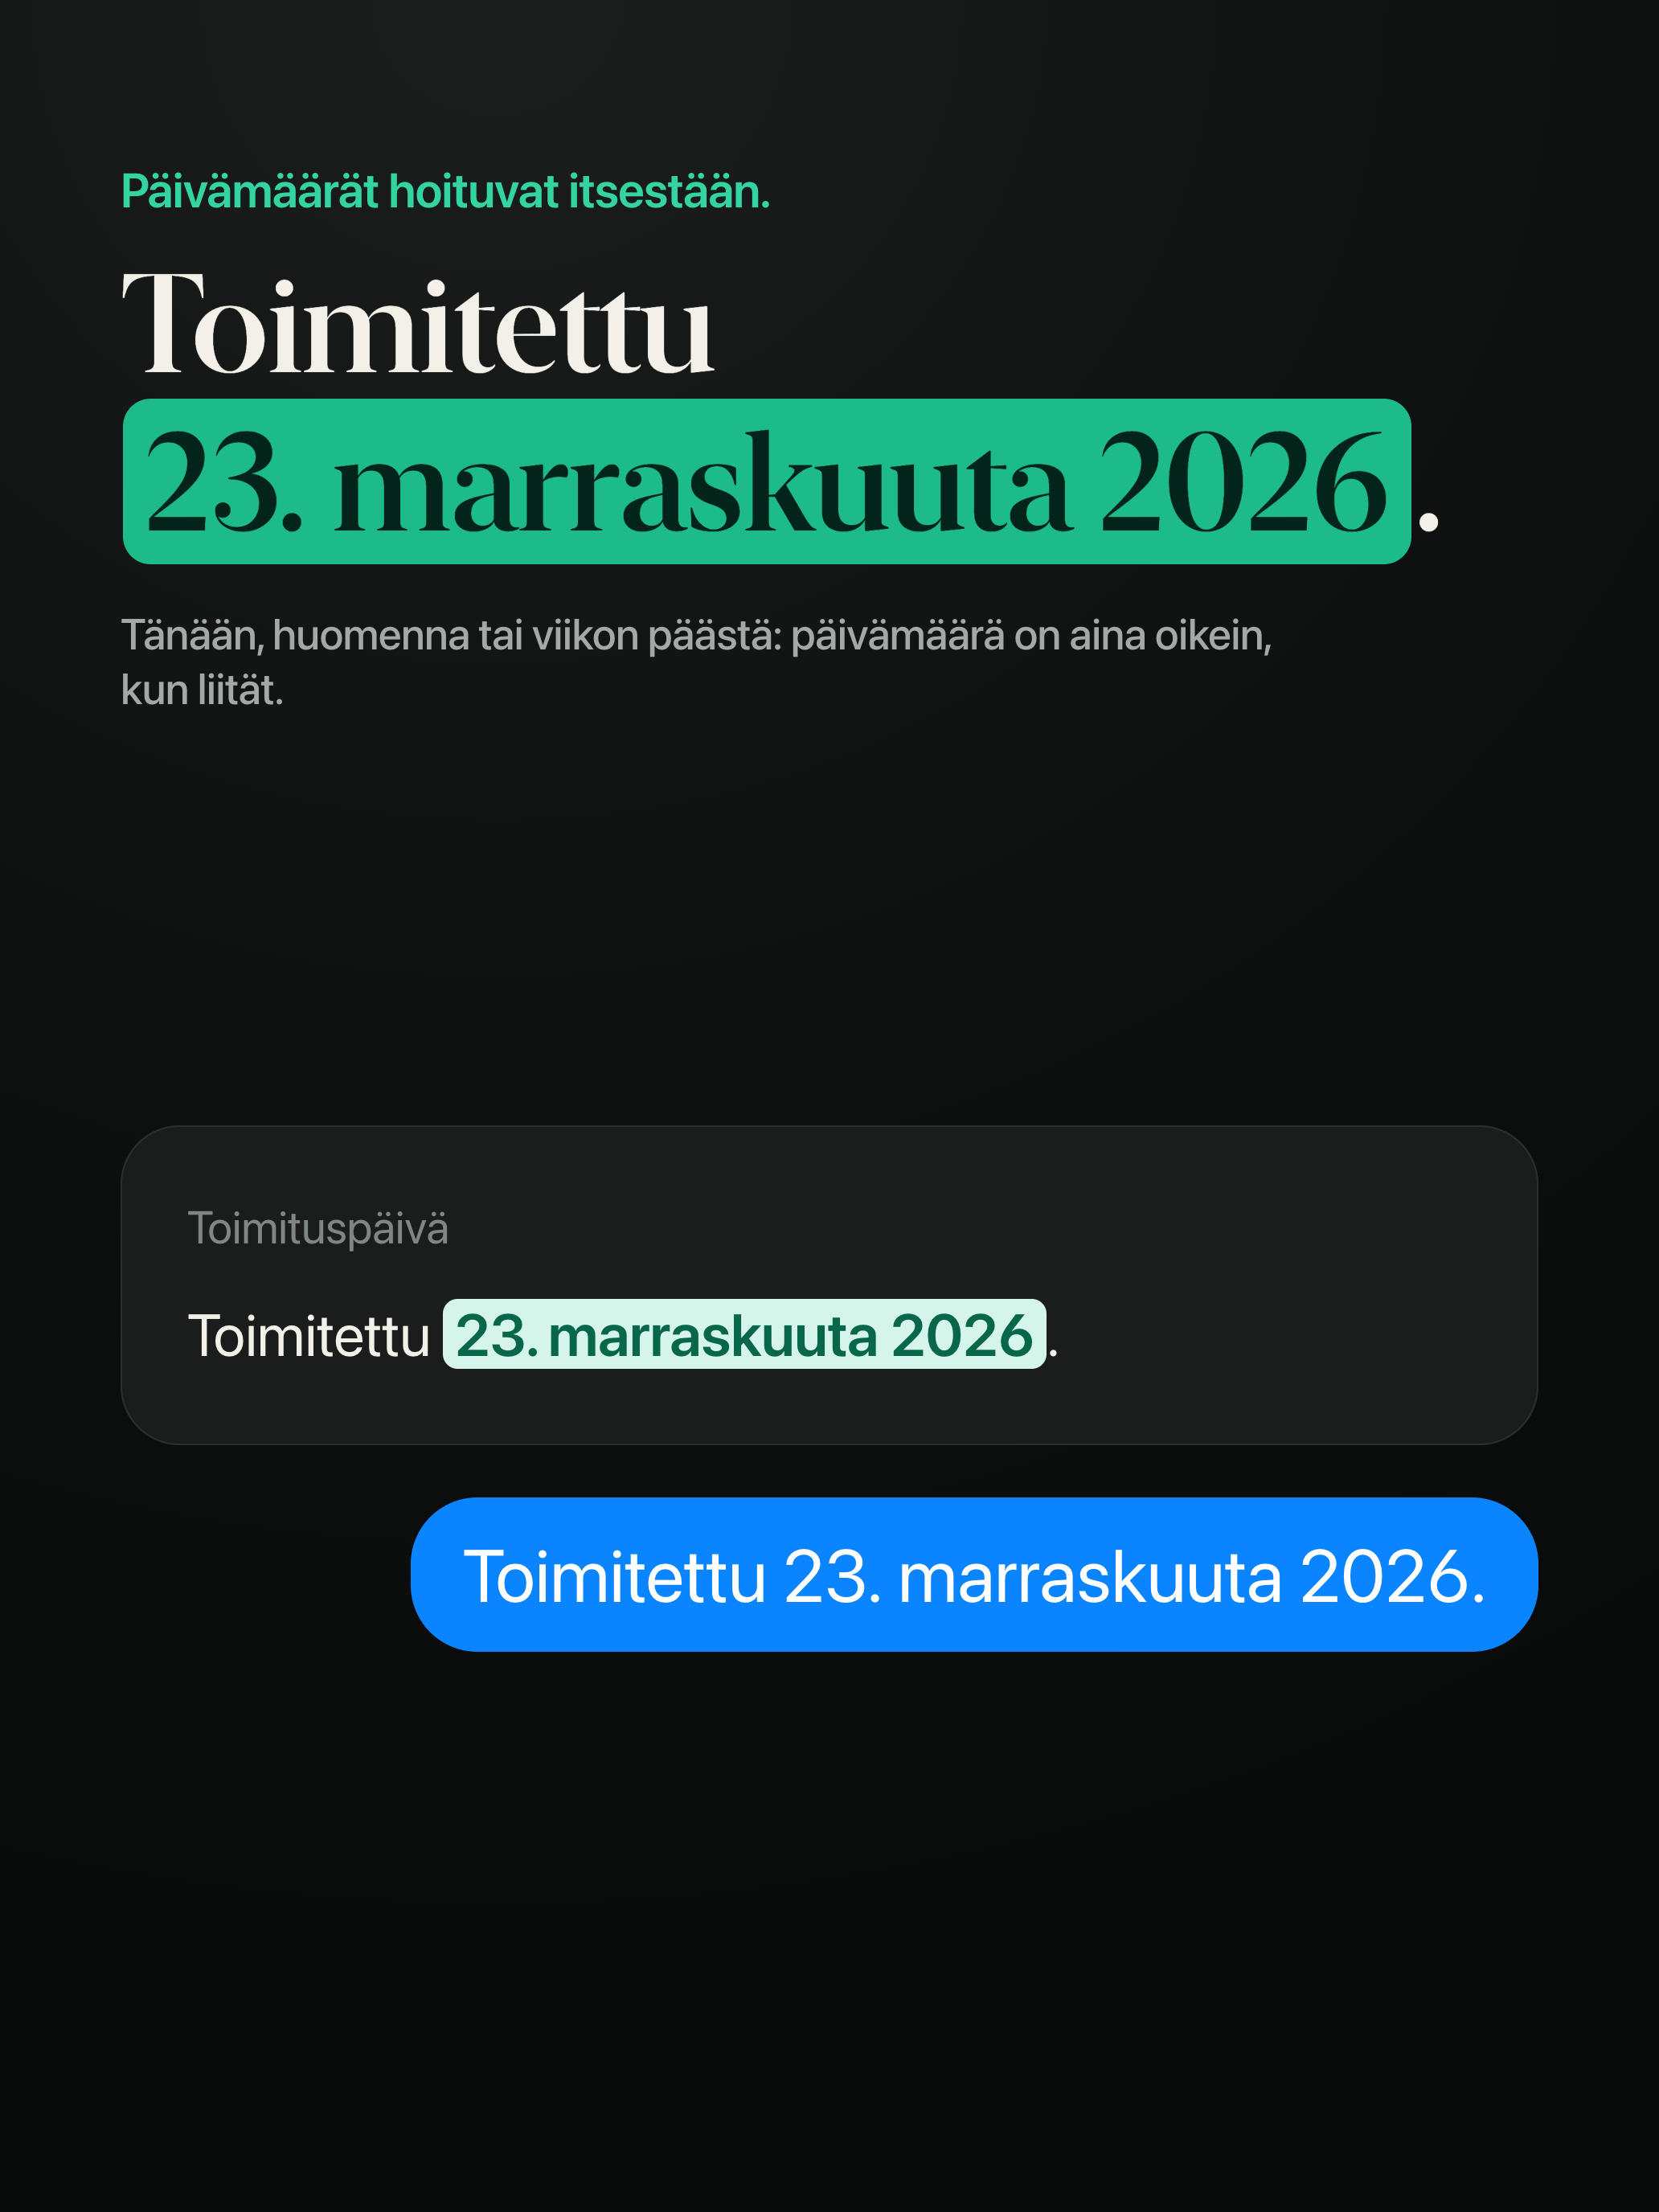 Päivämäärät hoituvat itsestään.
Toimitettu
23. marraskuuta 2026.
Tänään, huomenna tai viikon päästä: päivämäärä on aina oikein,
kun liität.
Toimituspäivä
Toimitettu 23. marraskuuta 2026.
Toimitettu 23. marraskuuta 2026.